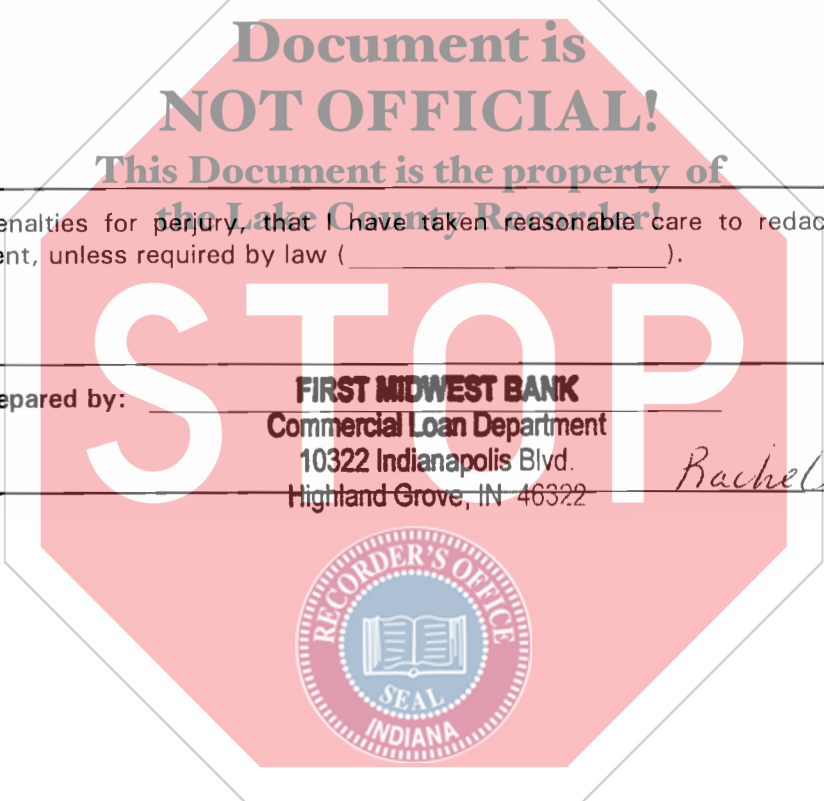 Document is
NOT OFFICIAL!
This Document is the property of
the Lake County Recorder!
enalties for perjury, that I have taken reasonable care to redac
ent, unless required by law (____________________).
STOP
epared by:
FIRST MIDWEST BANK
Commercial Loan Department
10322 Indianapolis Blvd.
Highland Grove, IN 46322
Rachel
RECORDER'S OFFICE
SEAL
INDIANA